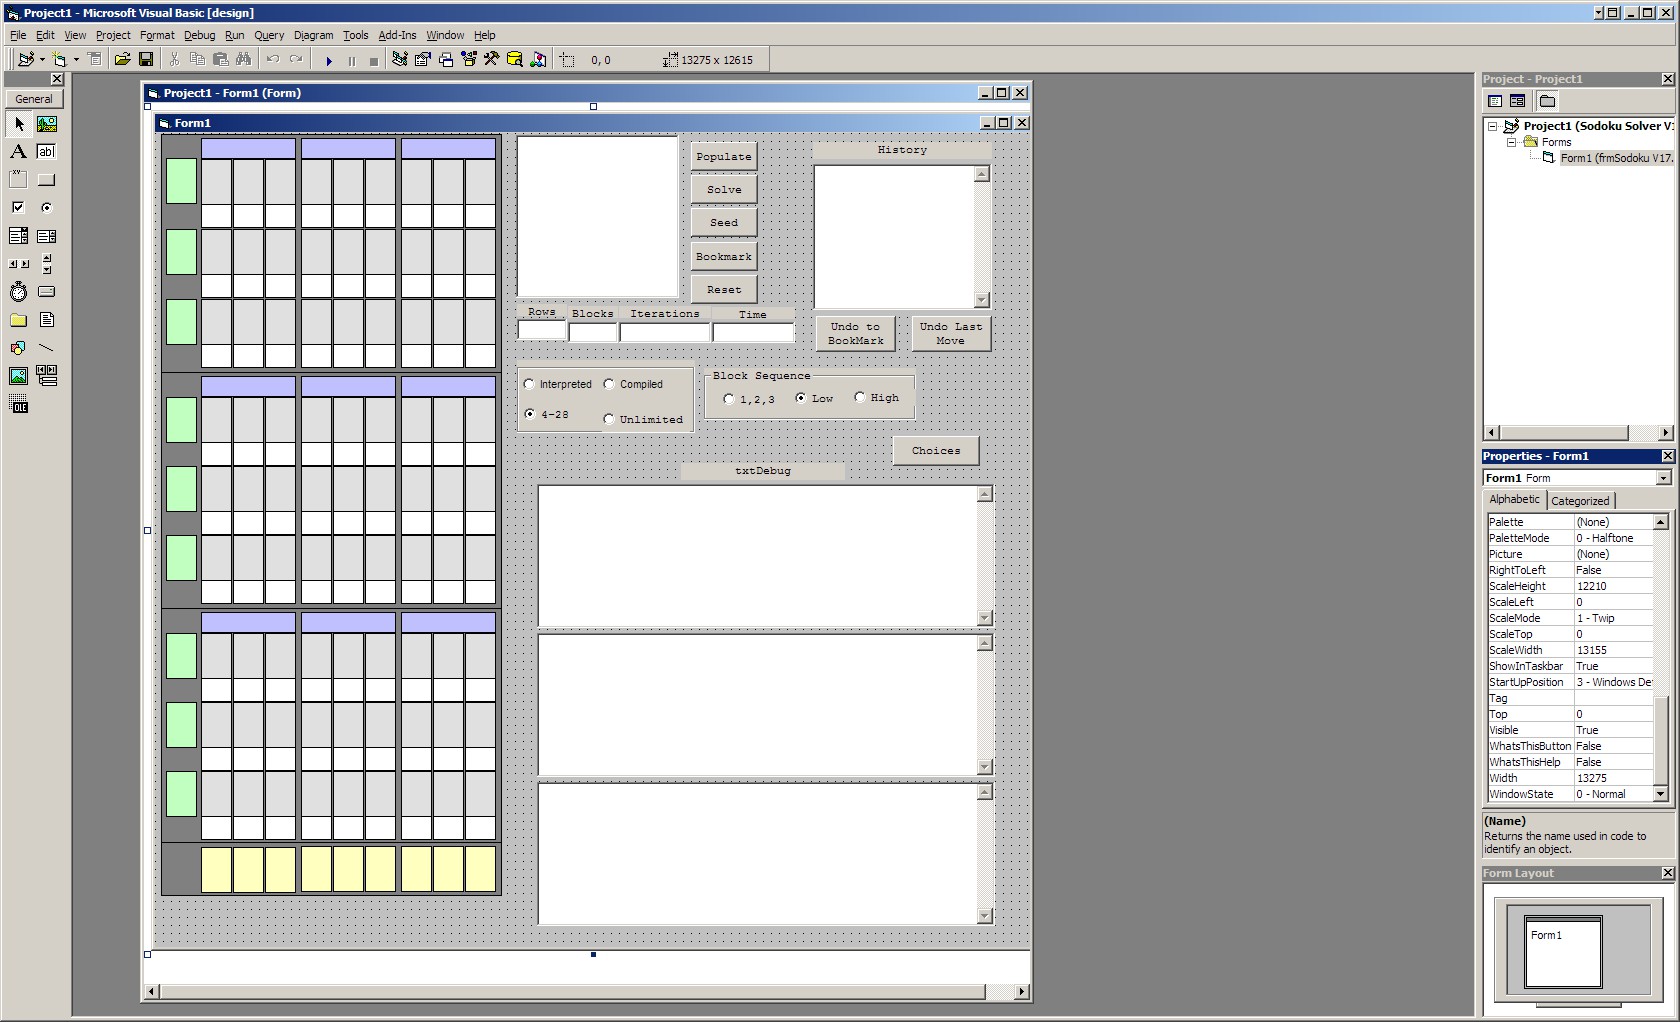 Project1 - Microsoft Visual Basic [design]
File Edit View Project Format Debug Run Query Diagram Tools Add-Ins Window Help
0, 0 13275 x 12615
General
A ab|
xv
OLE
Project1 - Form1 (Form)
Form1
Populate
Solve
Seed
Bookmark
Reset
History
Rows Blocks Iterations Time
Undo to BookMark
Undo Last Move
Interpreted Compiled
4-28 Unlimited
Block Sequence
1,2,3 Low High
Choices
txtDebug
Project - Project1
Project1 (Sodoku Solver V1
Forms
Form1 (frmSodoku V17.
Properties - Form1
Form1 Form
Alphabetic Categorized
Palette (None)
PaletteMode 0 - Halftone
Picture (None)
RightToLeft False
ScaleHeight 12210
ScaleLeft 0
ScaleMode 1 - Twip
ScaleTop 0
ScaleWidth 13155
ShowInTaskbar True
StartUpPosition 3 - Windows De
Tag
Top 0
Visible True
WhatsThisButton False
WhatsThisHelp False
Width 13275
WindowState 0 - Normal
(Name)
Returns the name used in code to
identify an object.
Form Layout
Form1